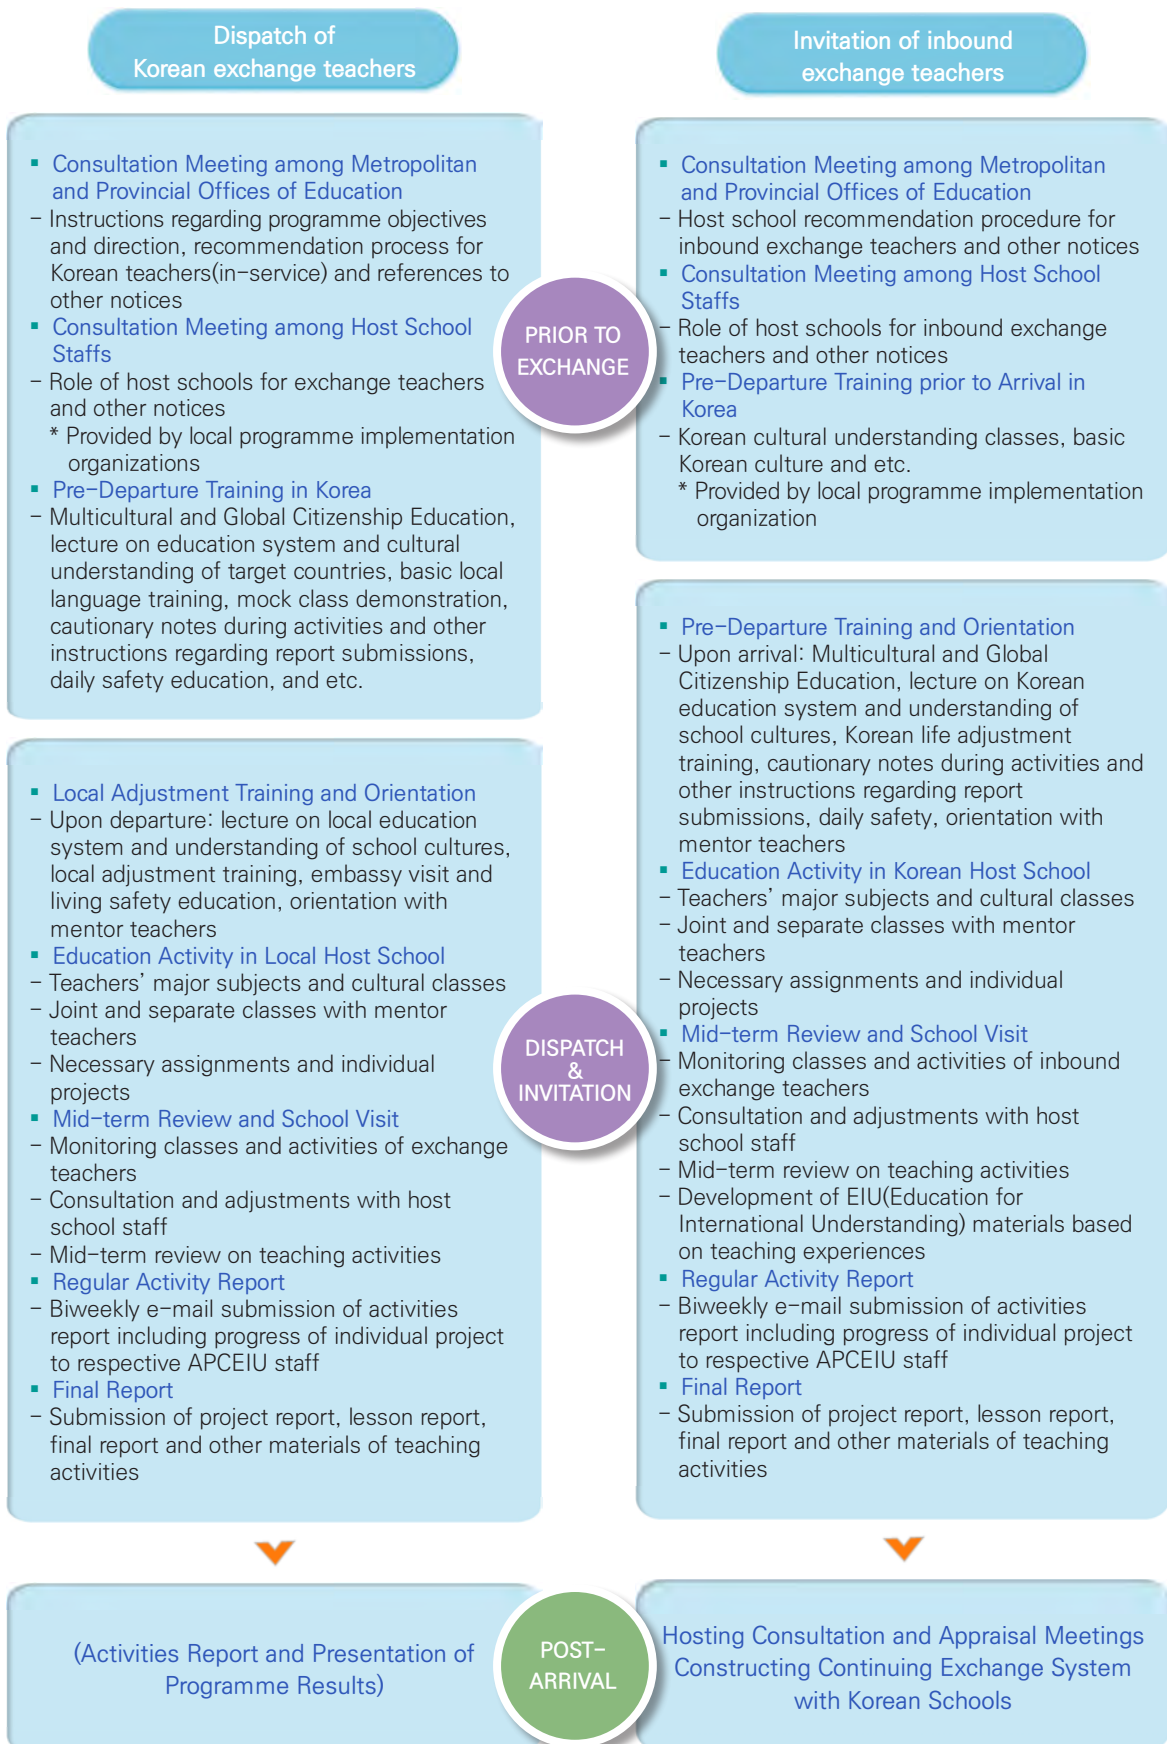 Dispatch of
Korean exchange teachers
Invitation of inbound
exchange teachers
PRIOR TO
EXCHANGE
▪ Consultation Meeting among Metropolitan
and Provincial Offices of Education
- Instructions regarding programme objectives
and direction, recommendation process for
Korean teachers(in-service) and references to
other notices
▪ Consultation Meeting among Host School
Staffs
- Role of host schools for exchange teachers
and other notices
* Provided by local programme implementation
organizations
▪ Pre-Departure Training in Korea
- Multicultural and Global Citizenship Education,
lecture on education system and cultural
understanding of target countries, basic local
language training, mock class demonstration,
cautionary notes during activities and other
instructions regarding report submissions,
daily safety education, and etc.
▪ Consultation Meeting among Metropolitan
and Provincial Offices of Education
- Host school recommendation procedure for
inbound exchange teachers and other notices
▪ Consultation Meeting among Host School
Staffs
- Role of host schools for inbound exchange
teachers and other notices
▪ Pre-Departure Training prior to Arrival in
Korea
- Korean cultural understanding classes, basic
Korean culture and etc.
* Provided by local programme implementation
organization
DISPATCH
&
INVITATION
▪ Local Adjustment Training and Orientation
- Upon departure: lecture on local education
system and understanding of school cultures,
local adjustment training, embassy visit and
living safety education, orientation with
mentor teachers
▪ Education Activity in Local Host School
- Teachers’ major subjects and cultural classes
- Joint and separate classes with mentor
teachers
- Necessary assignments and individual
projects
▪ Mid-term Review and School Visit
- Monitoring classes and activities of exchange
teachers
- Consultation and adjustments with host
school staff
- Mid-term review on teaching activities
▪ Regular Activity Report
- Biweekly e-mail submission of activities
report including progress of individual project
to respective APCEIU staff
▪ Final Report
- Submission of project report, lesson report,
final report and other materials of teaching
activities
▪ Pre-Departure Training and Orientation
- Upon arrival: Multicultural and Global
Citizenship Education, lecture on Korean
education system and understanding of
school cultures, Korean life adjustment
training, cautionary notes during activities and
other instructions regarding report
submissions, daily safety, orientation with
mentor teachers
▪ Education Activity in Korean Host School
- Teachers’ major subjects and cultural classes
- Joint and separate classes with mentor
teachers
- Necessary assignments and individual
projects
▪ Mid-term Review and School Visit
- Monitoring classes and activities of inbound
exchange teachers
- Consultation and adjustments with host
school staff
- Mid-term review on teaching activities
- Development of EIU(Education for
International Understanding) materials based
on teaching experiences
▪ Regular Activity Report
- Biweekly e-mail submission of activities
report including progress of individual project
to respective APCEIU staff
▪ Final Report
- Submission of project report, lesson report,
final report and other materials of teaching
activities
POST-
ARRIVAL
(Activities Report and Presentation of
Programme Results)
Hosting Consultation and Appraisal Meetings
Constructing Continuing Exchange System
with Korean Schools